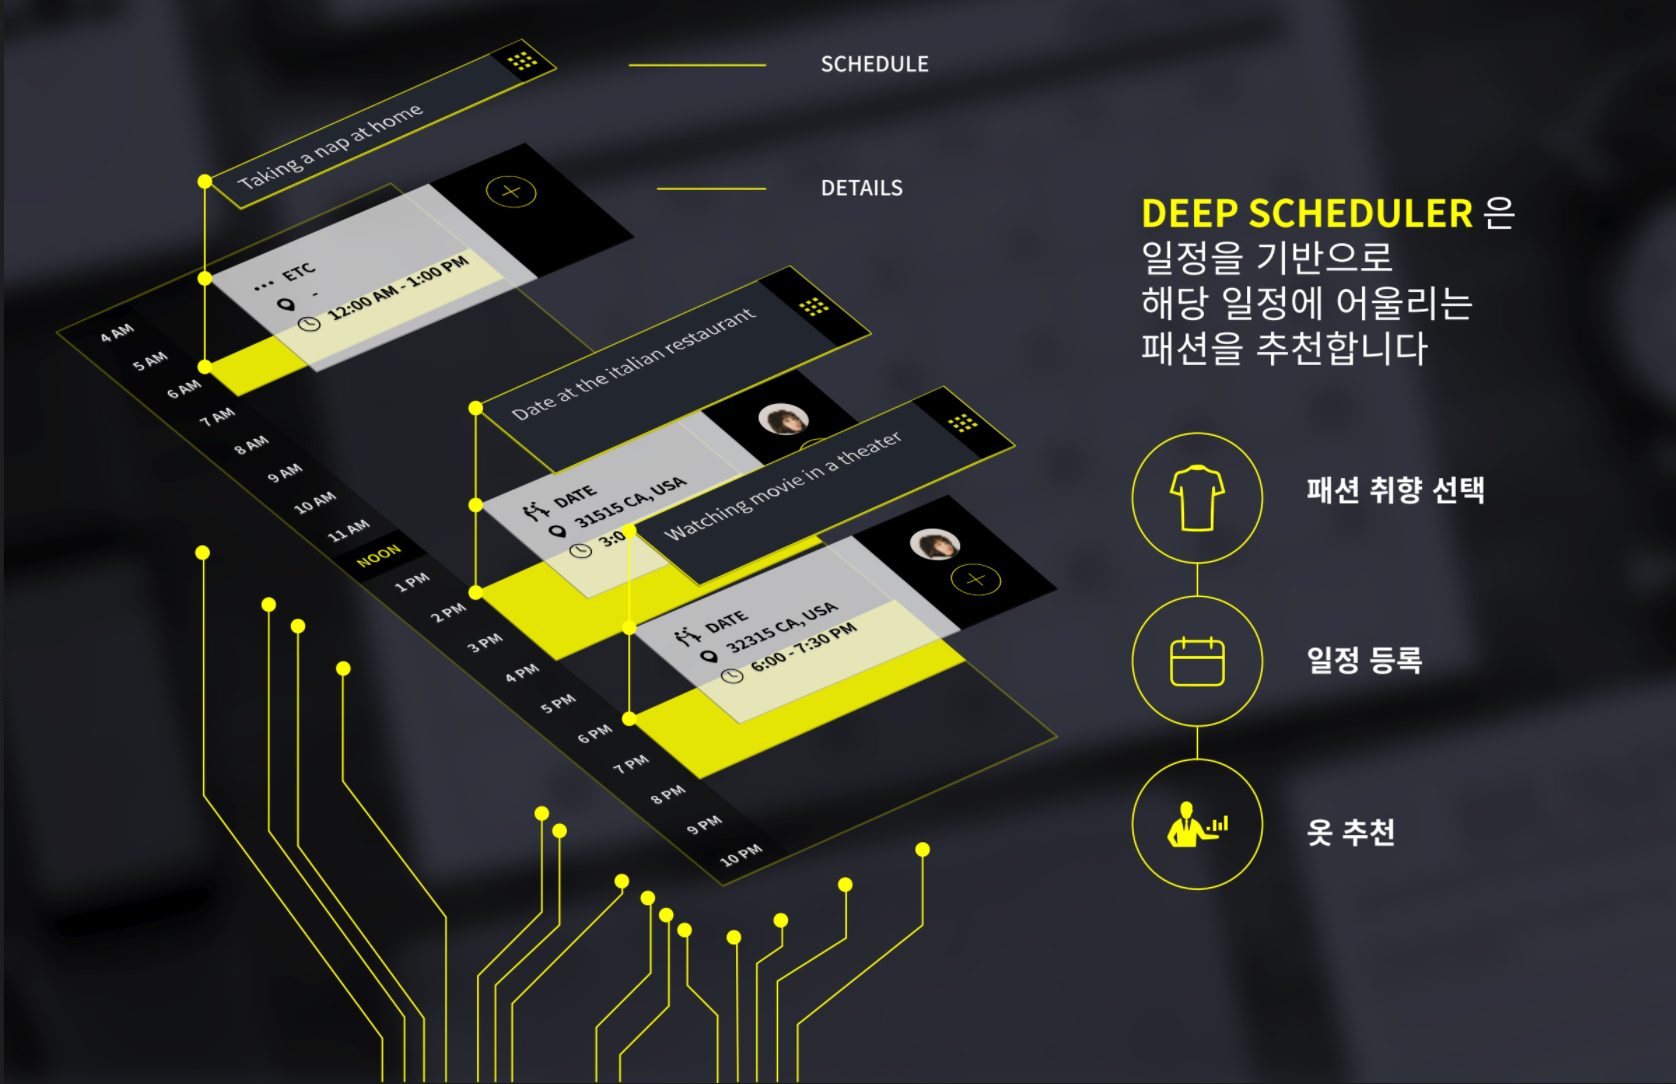 SCHEDULE
Taking a nap at home
DETAILS
... ETC
-
12:00 AM - 1:00 PM
Date at the italian restaurant
DATE
31515 CA, USA
3:0
Watching movie in a theater
DATE
32315 CA, USA
6:00 - 7:30 PM
4 AM
5 AM
6 AM
7 AM
8 AM
9 AM
10 AM
11 AM
NOON
1 PM
2 PM
3 PM
4 PM
5 PM
6 PM
7 PM
8 PM
9 PM
10 PM
DEEP SCHEDULER 은
일정을 기반으로
해당 일정에 어울리는
패션을 추천합니다
패션 취향 선택
일정 등록
옷 추천